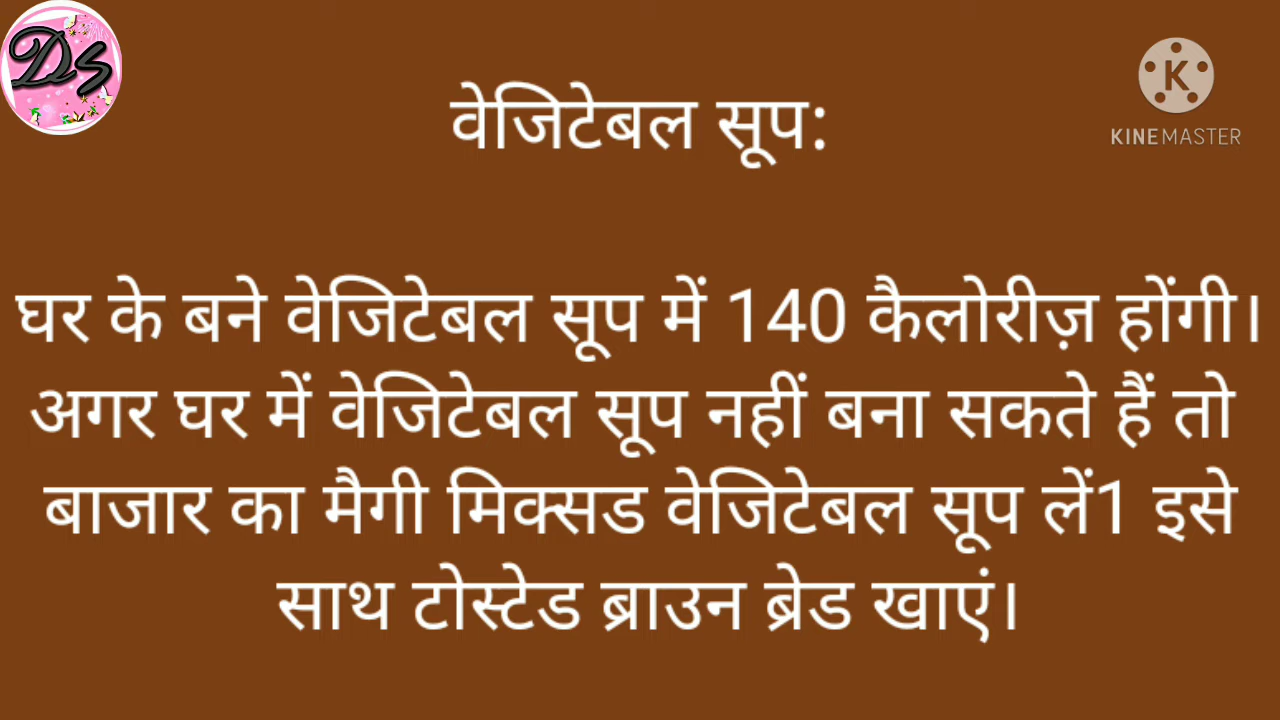 Ds
K
KINEMASTER
वेजिटेबल सूप:
घर के बने वेजिटेबल सूप में 140 कैलोरीज़ होंगी।
अगर घर में वेजिटेबल सूप नहीं बना सकते हैं तो
बाजार का मैगी मिक्सड वेजिटेबल सूप लें1 इसे
साथ टोस्टेड ब्राउन ब्रेड खाएं।